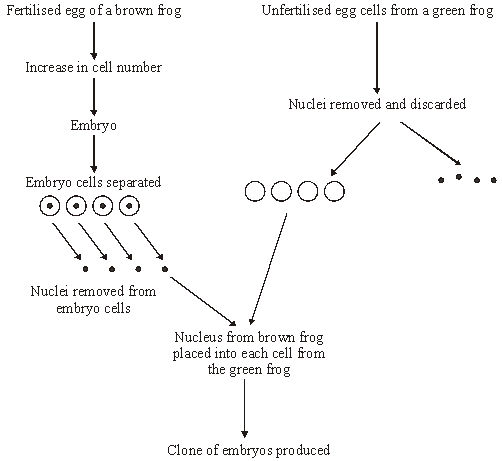 Fertilised egg of a brown frog
Unfertilised egg cells from a green frog
Increase in cell number
Nuclei removed and discarded
Embryo
Embryo cells separated
Nuclei removed from
embryo cells
Nucleus from brown frog
placed into each cell from
the green frog
Clone of embryos produced